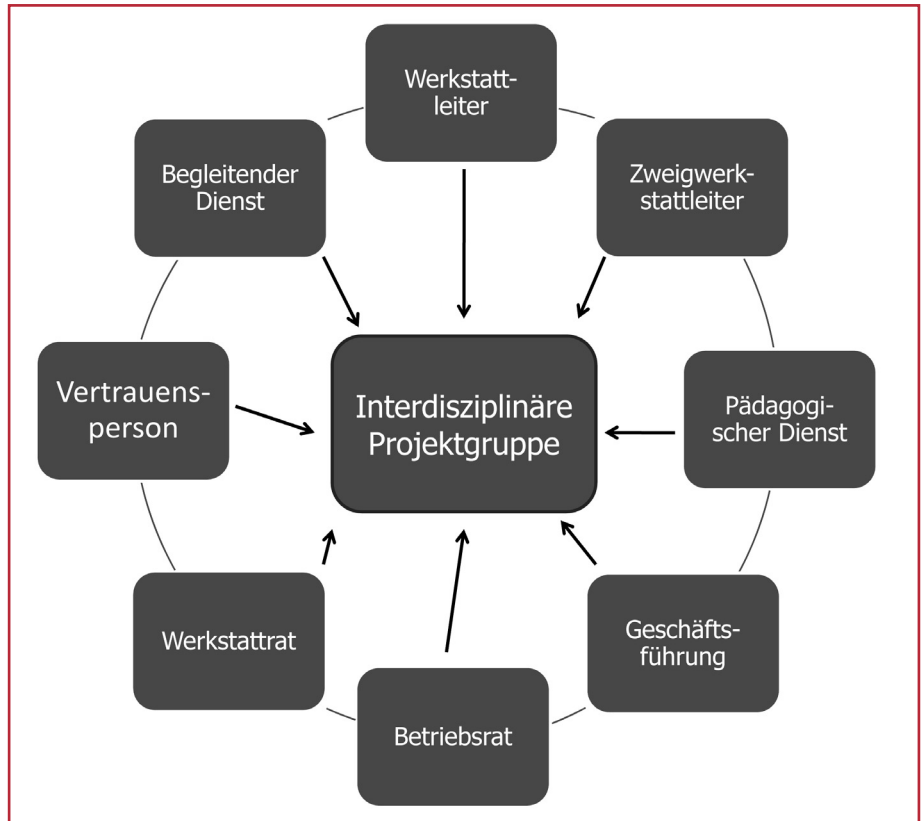 Werkstatt-
leiter
Zweigwerk-
stattleiter
Pädagogi-
scher Dienst
Geschäfts-
führung
Betriebsrat
Werkstattrat
Vertrauens-
person
Begleitender
Dienst
Interdisziplinäre
Projektgruppe